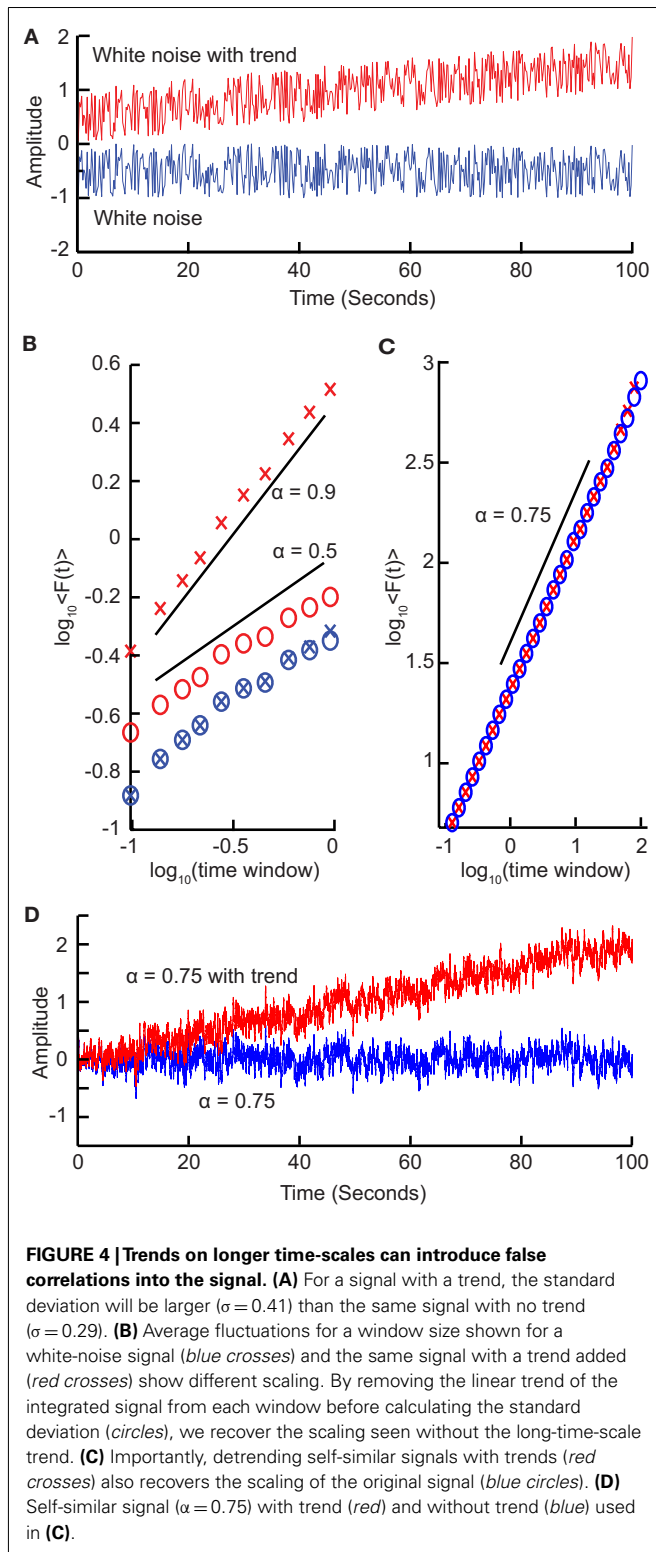 A
2
1
0
-1
-2
Amplitude
White noise with trend
White noise
0 20 40 60 80 100
Time (Seconds)
B
0.6
0.4
0.2
0
-0.2
-0.4
-0.6
-0.8
-1
log10<F(t)>
α = 0.9
α = 0.5
-1 -0.5 0
log10(time window)
C
3
2.5
2
1.5
1
log10<F(t)>
α = 0.75
-1 0 1 2
log10(time window)
D
2
1
0
-1
Amplitude
α = 0.75 with trend
α = 0.75
0 20 40 60 80 100
Time (Seconds)
FIGURE 4 | Trends on longer time-scales can introduce false
correlations into the signal. (A) For a signal with a trend, the standard
deviation will be larger (σ = 0.41) than the same signal with no trend
(σ = 0.29). (B) Average fluctuations for a window size shown for a
white-noise signal (blue crosses) and the same signal with a trend added
(red crosses) show different scaling. By removing the linear trend of the
integrated signal from each window before calculating the standard
deviation (circles), we recover the scaling seen without the long-time-scale
trend. (C) Importantly, detrending self-similar signals with trends (red
crosses) also recovers the scaling of the original signal (blue circles). (D)
Self-similar signal (α = 0.75) with trend (red) and without trend (blue) used
in (C).